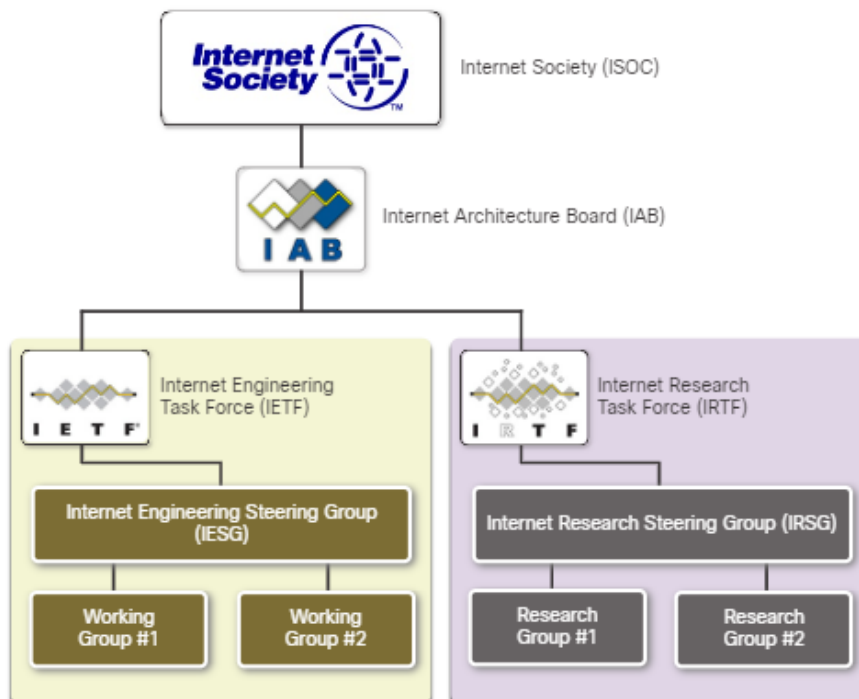 Internet
Society
TM
Internet Society (ISOC)
I A B
Internet Architecture Board (IAB)
I E T F®
Internet Engineering
Task Force (IETF)
I R T F
Internet Research
Task Force (IRTF)
Internet Engineering Steering Group
(IESG)
Internet Research Steering Group (IRSG)
Working
Group #1
Working
Group #2
Research
Group #1
Research
Group #2